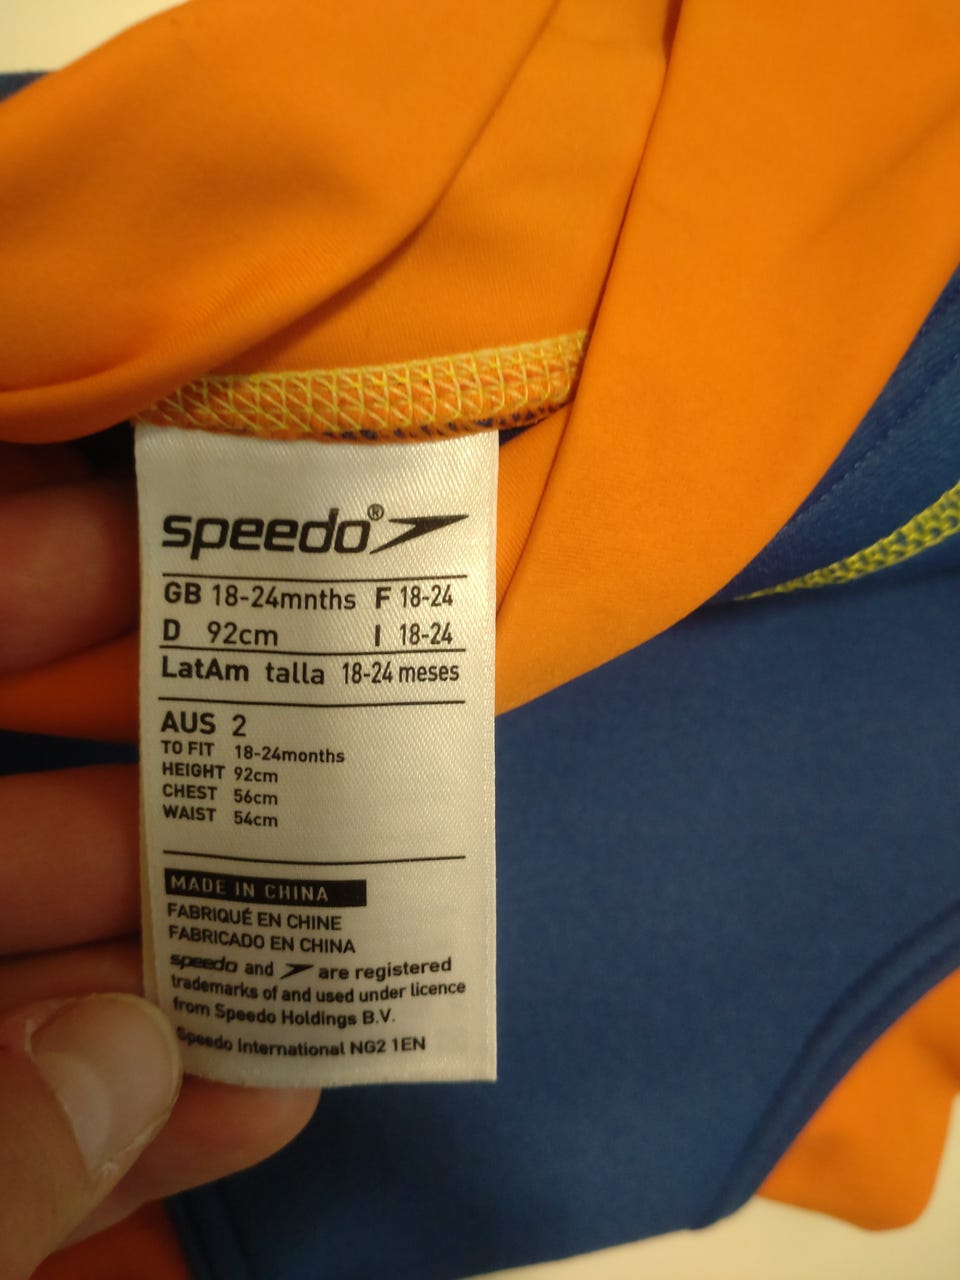 speedo®
GB 18-24mnths F 18-24
D 92cm I 18-24
LatAm talla 18-24 meses
AUS 2
TO FIT 18-24months
HEIGHT 92cm
CHEST 56cm
WAIST 54cm
MADE IN CHINA
FABRIQUÉ EN CHINE
FABRICADO EN CHINA
speedo and are registered
trademarks of and used under licence
from Speedo Holdings B.V.
Speedo International NG2 1EN